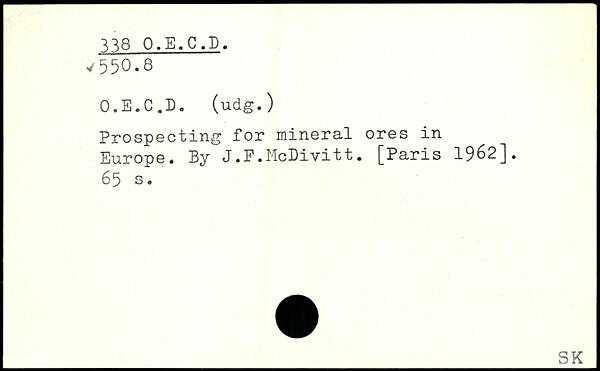 338 O.E.C.D.
550.8
O.E.C.D. (udg.)
Prospecting for mineral ores in
Europe. By J.F.McDivitt. [Paris 1962].
65 s.
SK